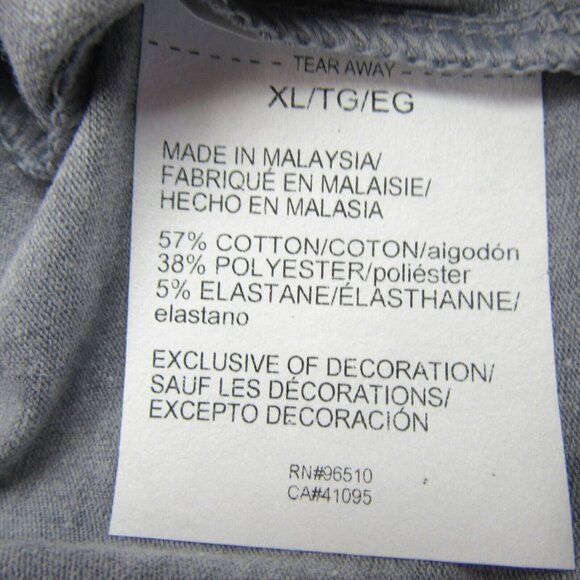 TEAR AWAY
XL/TG/EG
MADE IN MALAYSIA/
FABRIQUÉ EN MALAISIE/
HECHO EN MALASIA
57% COTTON/COTON/aigodón
38% POLYESTER/poliéster
5% ELASTANE/ÉLASTHANNE/
elastano
EXCLUSIVE OF DECORATION/
SAUF LES DÉCORATIONS/
EXCEPTO DECORACIÓN
RN#96510
CA#41095